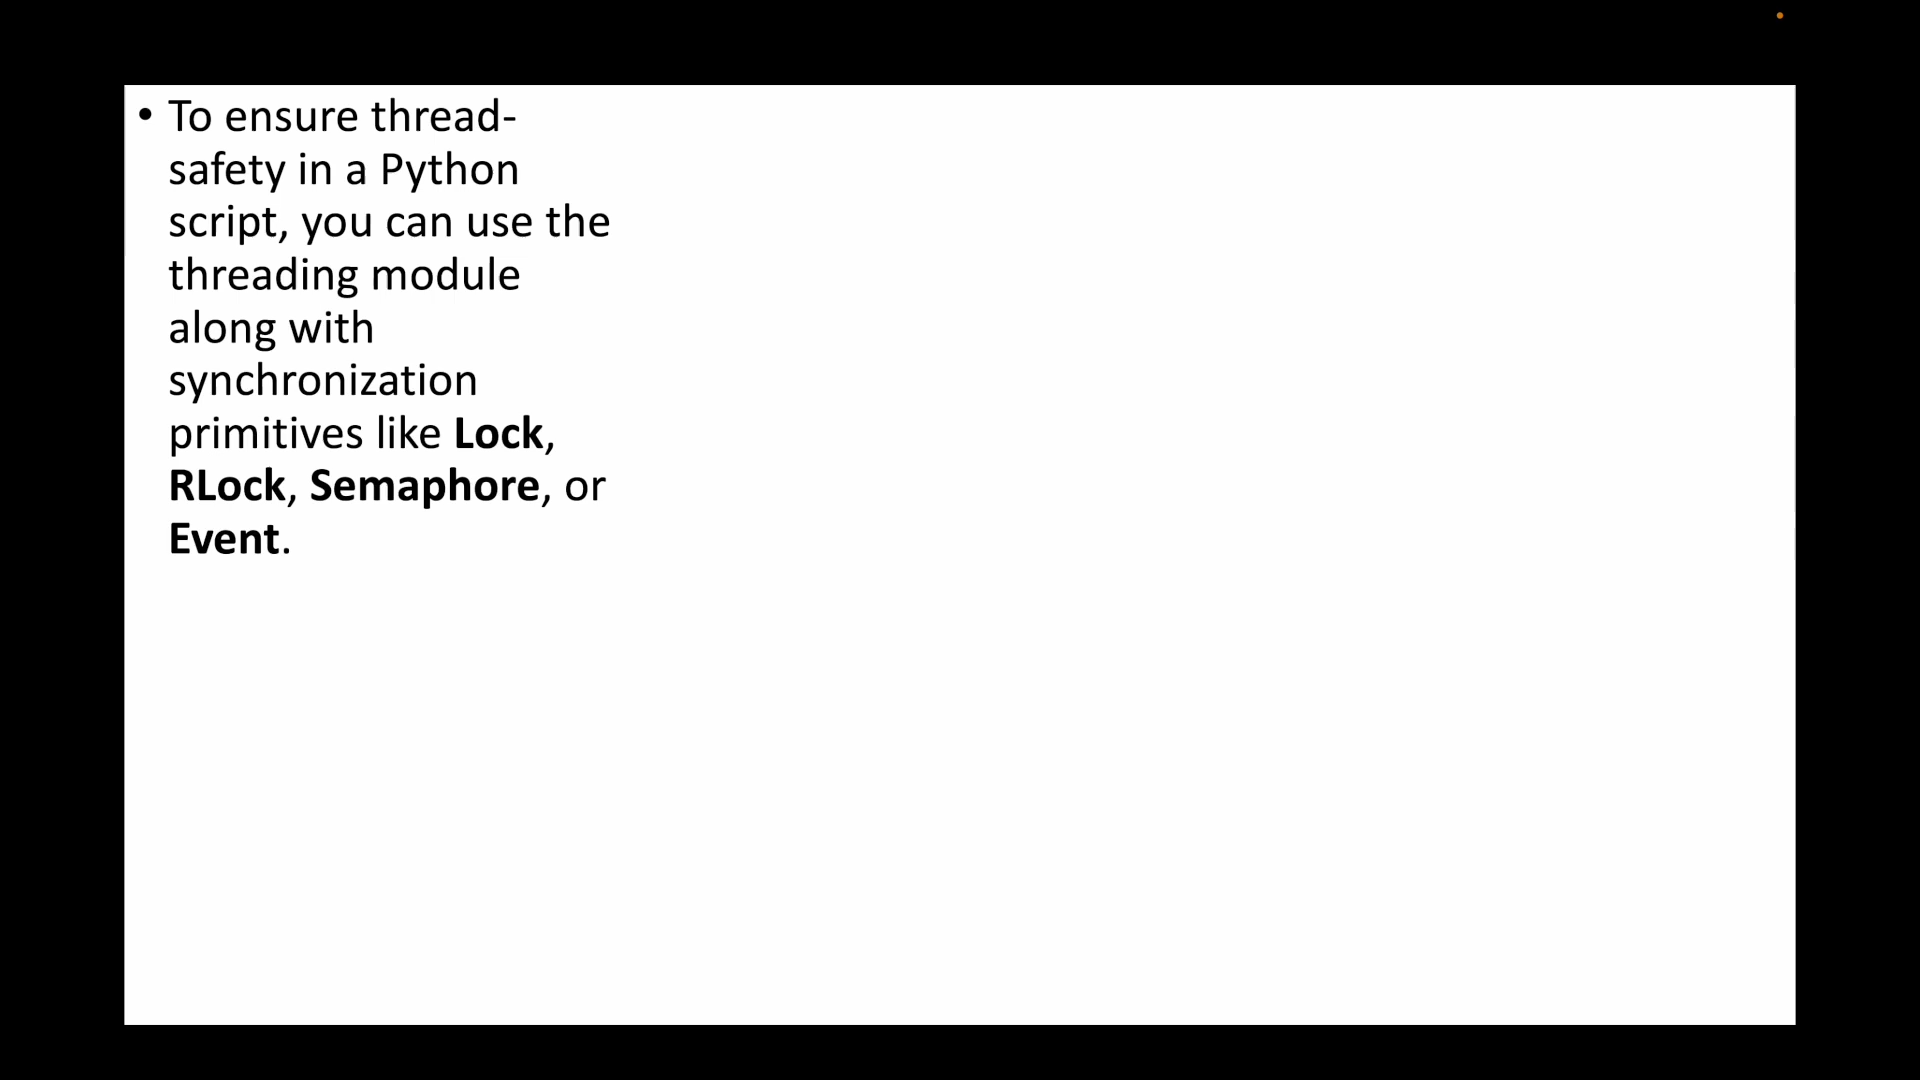 • To ensure thread-
safety in a Python
script, you can use the
threading module
along with
synchronization
primitives like Lock,
RLock, Semaphore, or
Event.